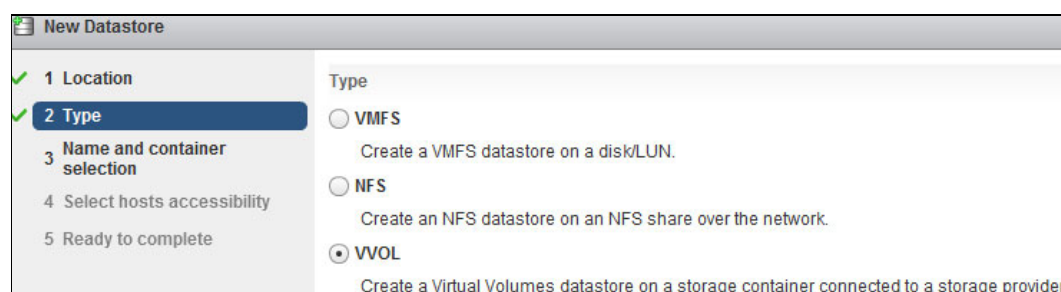 New Datastore
1 Location
2 Type
3 Name and container
selection
4 Select hosts accessibility
5 Ready to complete
Type
VMFS
Create a VMFS datastore on a disk/LUN.
NFS
Create an NFS datastore on an NFS share over the network.
VVOL
Create a Virtual Volumes datastore on a storage container connected to a storage provide